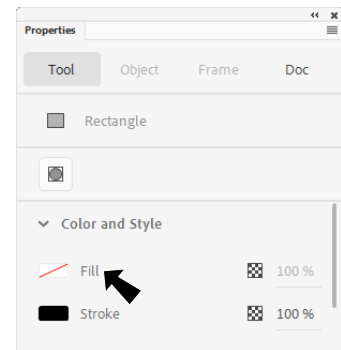 Properties
Tool Object Frame Doc
Rectangle
Color and Style
Fill 100 %
Stroke 100 %